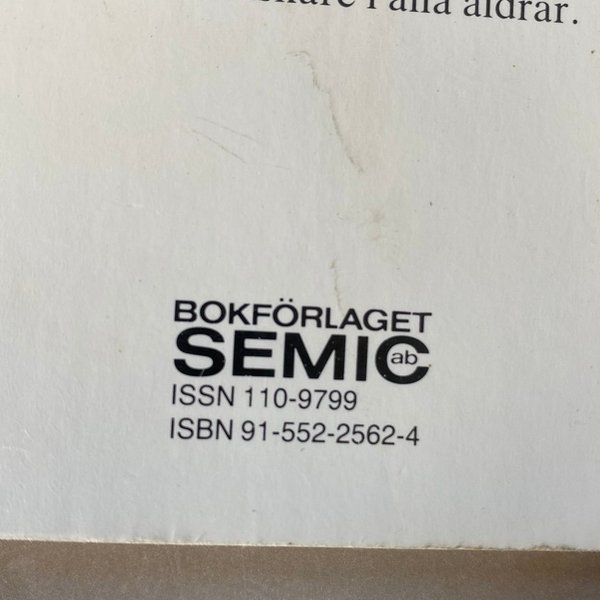 i alla åldrar.
BOKFÖRLAGET
SEMIC ab
ISSN 110-9799
ISBN 91-552-2562-4